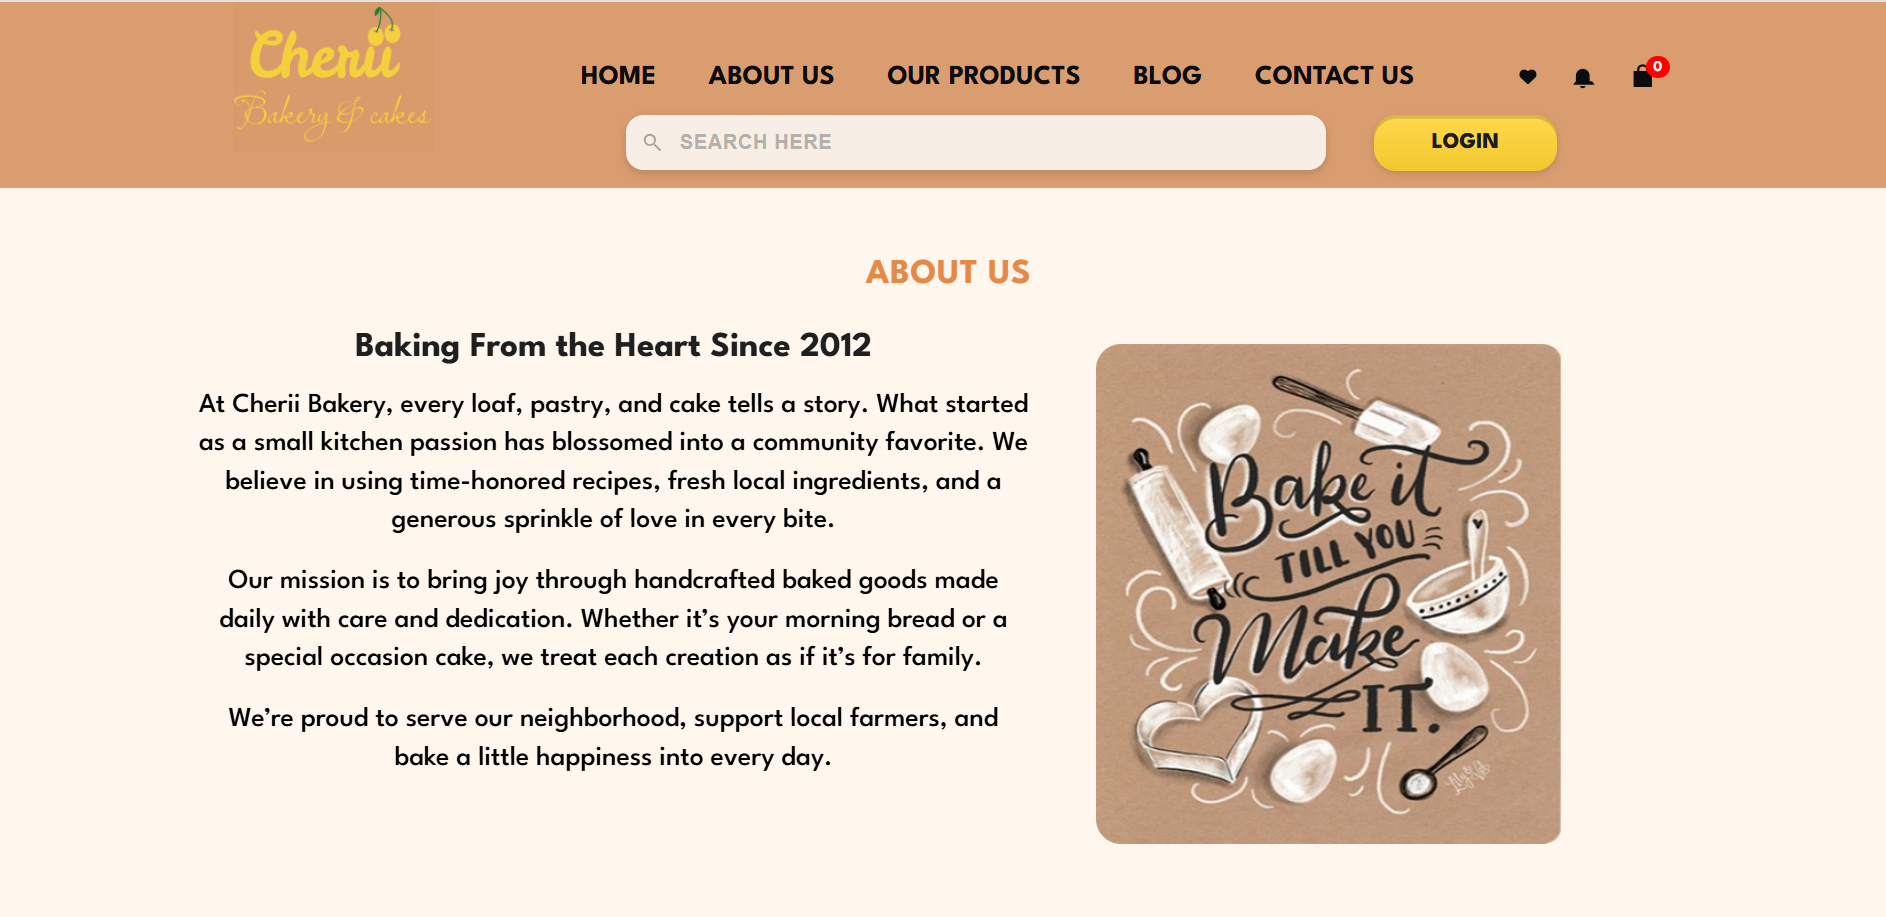 Cherii
Bakery & cakes
HOME ABOUT US OUR PRODUCTS BLOG CONTACT US
0
SEARCH HERE
LOGIN
ABOUT US
Baking From the Heart Since 2012
At Cherii Bakery, every loaf, pastry, and cake tells a story. What started
as a small kitchen passion has blossomed into a community favorite. We
believe in using time-honored recipes, fresh local ingredients, and a
generous sprinkle of love in every bite.
Our mission is to bring joy through handcrafted baked goods made
daily with care and dedication. Whether it’s your morning bread or a
special occasion cake, we treat each creation as if it’s for family.
We’re proud to serve our neighborhood, support local farmers, and
bake a little happiness into every day.
Bake it
TILL YOU
Make
IT.